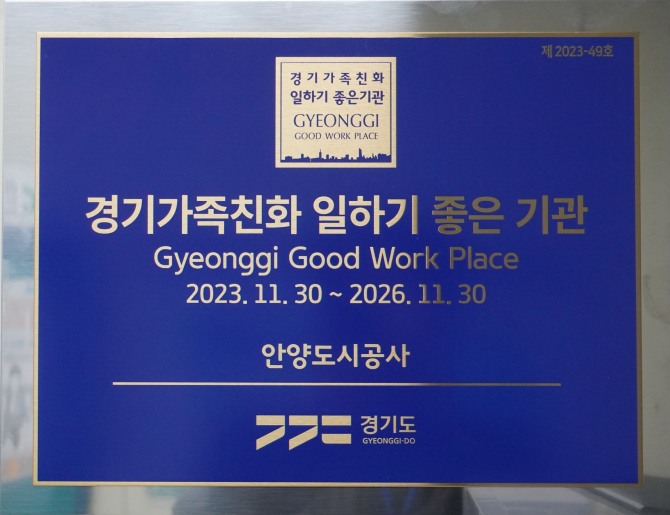 제 2023-49호
경기가족친화
일하기 좋은기관
GYEONGGI
GOOD WORK PLACE
경기가족친화 일하기 좋은 기관
Gyeonggi Good Work Place
2023. 11. 30 ~ 2026. 11. 30
안양도시공사
경기도
GYEONGGI-DO